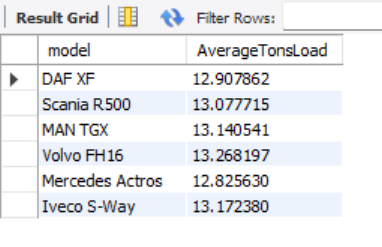 Result Grid Filter Rows:
model AverageTonsLoad
DAF XF 12.907862
Scania R500 13.077715
MAN TGX 13.140541
Volvo FH16 13.268197
Mercedes Actros 12.825630
Iveco S-Way 13.172380